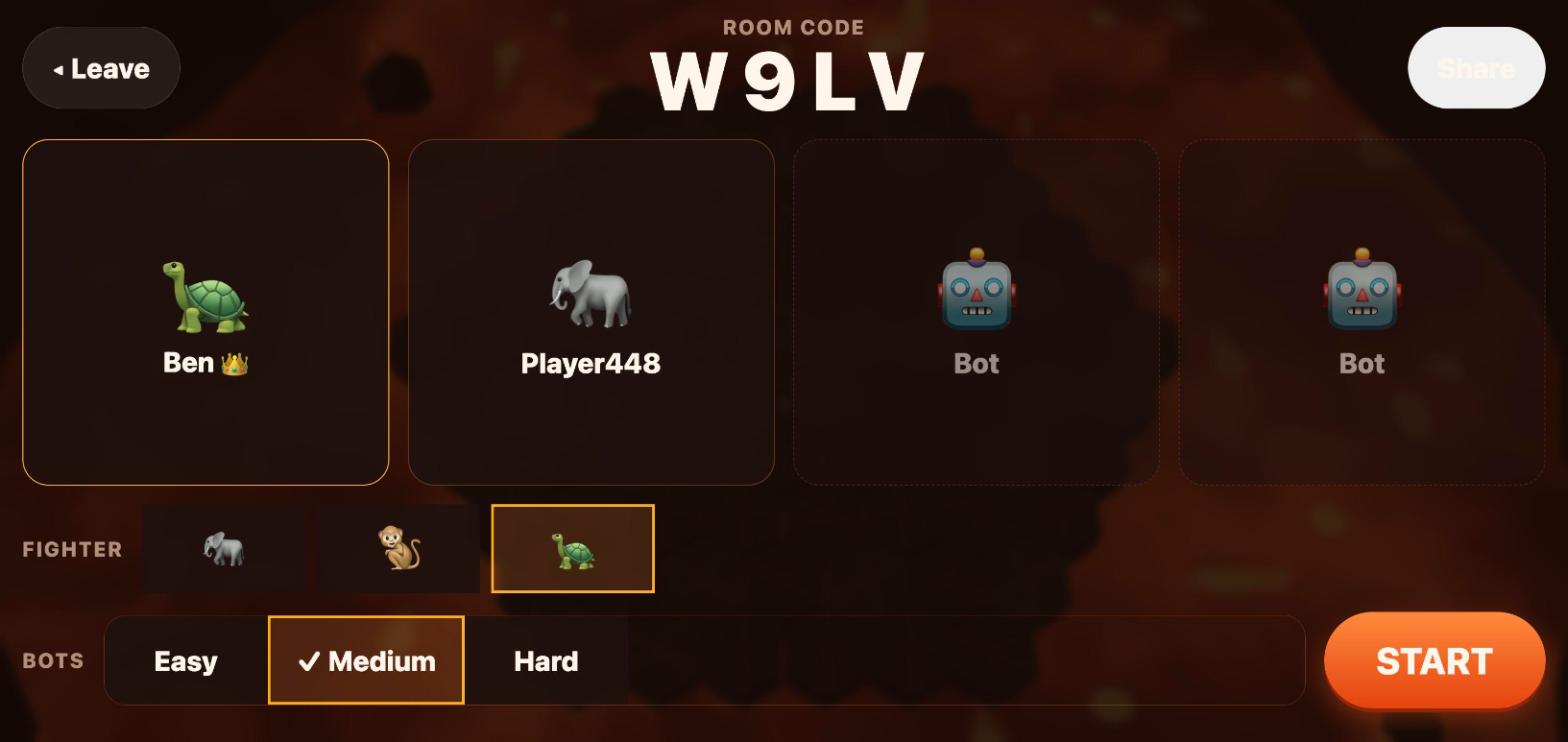 ROOM CODE
◂ Leave
W9LV
Share
Ben 👑
Player448
Bot
Bot
FIGHTER
BOTS
Easy
✓ Medium
Hard
START